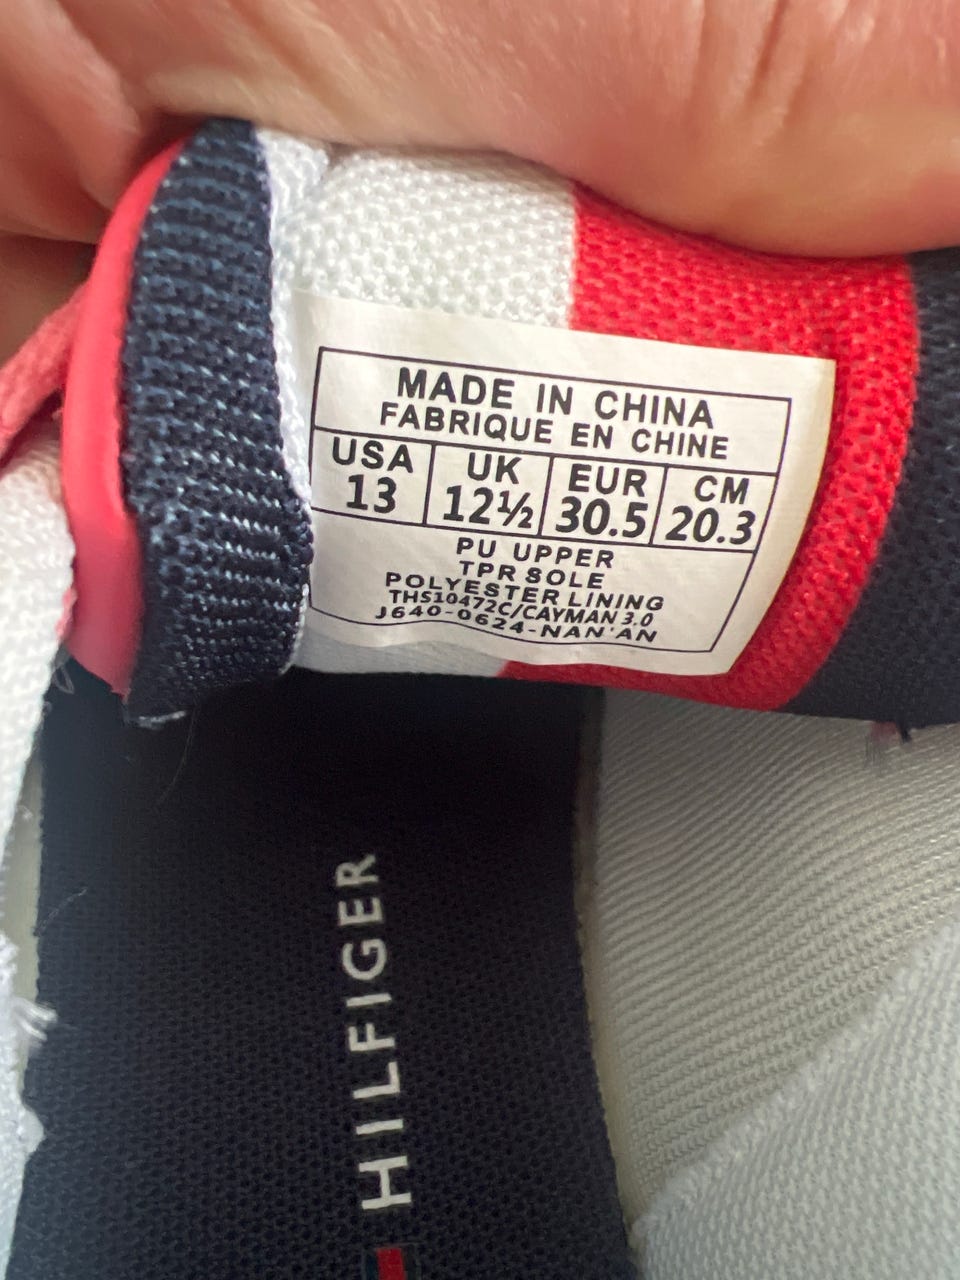 MADE IN CHINA
FABRIQUE EN CHINE
USA UK EUR CM
13 12½ 30.5 20.3
PU UPPER
TPR SOLE
POLYESTER LINING
THS10472C/CAYMAN 3.0
J640-0624-NAN'AN
HILFIGER